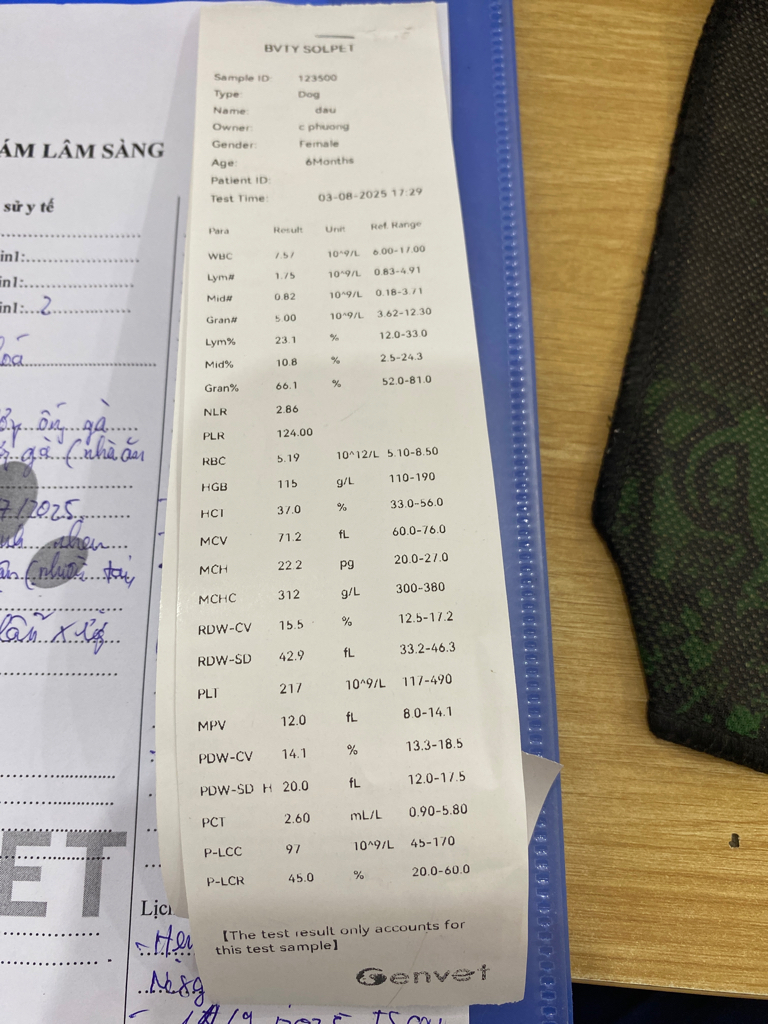 BVTY SOLPET
Sample ID: 123500
Type: Dog
Name: dau
Owner: c phuong
Gender: Female
Age: 6Months
Patient ID:
Test Time: 03-08-2025 17:29
Para Result Unit Ref. Range
WBC 7.57 10^9/L 6.00-17.00
Lym# 1.75 10^9/L 0.83-4.91
Mid# 0.82 10^9/L 0.18-3.71
Gran# 5.00 10^9/L 3.62-12.30
Lym% 23.1 % 12.0-33.0
Mid% 10.8 % 2.5-24.3
Gran% 66.1 % 52.0-81.0
NLR 2.86
PLR 124.00
RBC 5.19 10^12/L 5.10-8.50
HGB 115 g/L 110-190
HCT 37.0 % 33.0-56.0
MCV 71.2 fL 60.0-76.0
MCH 22.2 pg 20.0-27.0
MCHC 312 g/L 300-380
RDW-CV 15.5 % 12.5-17.2
RDW-SD 42.9 fL 33.2-46.3
PLT 217 10^9/L 117-490
MPV 12.0 fL 8.0-14.1
PDW-CV 14.1 % 13.3-18.5
PDW-SD H 20.0 fL 12.0-17.5
PCT 2.60 mL/L 0.90-5.80
P-LCC 97 10^9/L 45-170
P-LCR 45.0 % 20.0-60.0
[The test result only accounts for
this test sample]
Genvet
ÁM LÂM SÀNG
sử y tế
in1:
in1:
in1: 2
ống gà
gà (nhà ăn
7/2025
ET
Lịc